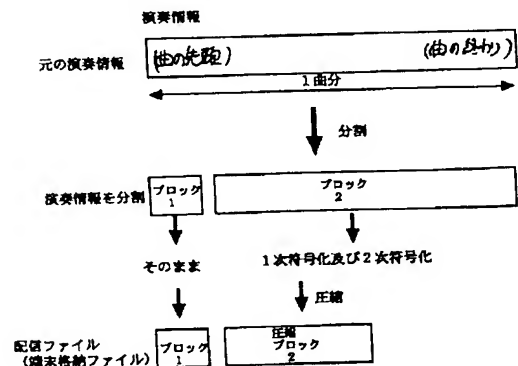 演奏情報
元の演奏情報
(曲の先頭)
(曲の終わり)
1曲分
分割
演奏情報を分割
ブロック
1
ブロック
2
そのまま
1次符号化及び2次符号化
圧縮
配信ファイル
(端末格納ファイル)
ブロック
1
圧縮
ブロック
2